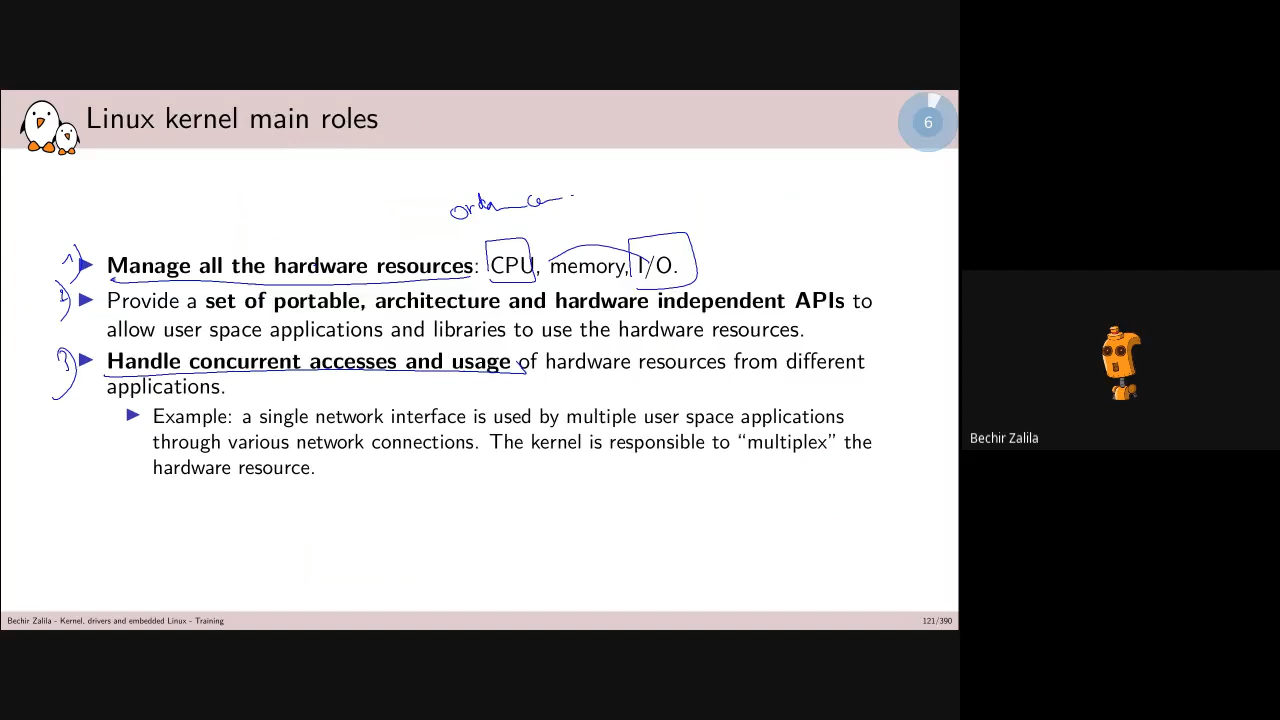 Linux kernel main roles
6
1) ▶ Manage all the hardware resources: CPU, memory, I/O.
2) ▶ Provide a set of portable, architecture and hardware independent APIs to
allow user space applications and libraries to use the hardware resources.
3) ▶ Handle concurrent accesses and usage of hardware resources from different
applications.
▶ Example: a single network interface is used by multiple user space applications
through various network connections. The kernel is responsible to “multiplex” the
hardware resource.
Bechir Zalila - Kernel, drivers and embedded Linux - Training
121/390
Bechir Zalila